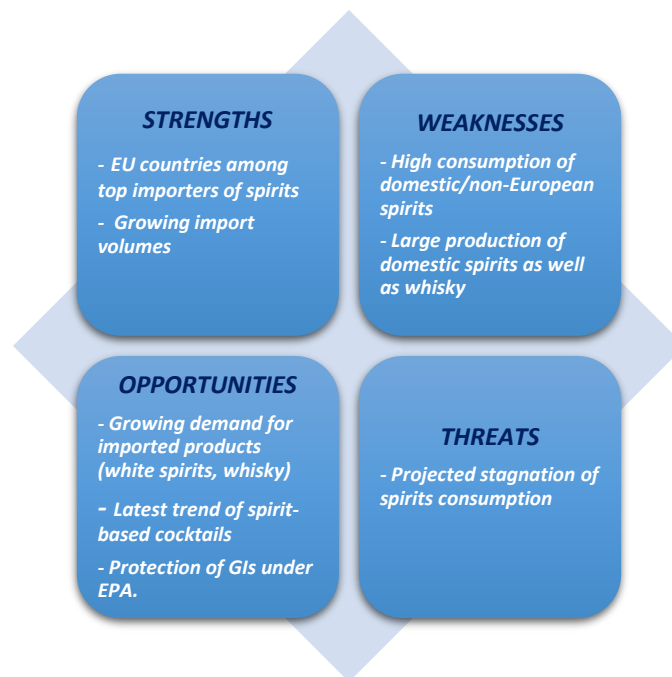 STRENGTHS
- EU countries among
top importers of spirits
- Growing import
volumes
WEAKNESSES
- High consumption of
domestic/non-European
spirits
- Large production of
domestic spirits as well
as whisky
OPPORTUNITIES
- Growing demand for
imported products
(white spirits, whisky)
- Latest trend of spirit-
based cocktails
- Protection of GIs under
EPA.
THREATS
- Projected stagnation of
spirits consumption